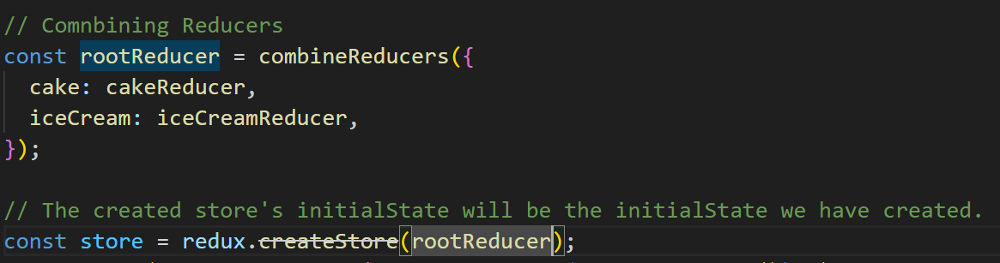 // Comnbining Reducers
const rootReducer = combineReducers({
  cake: cakeReducer,
  iceCream: iceCreamReducer,
});
// The created store's initialState will be the initialState we have created.
const store = redux.createStore(rootReducer);